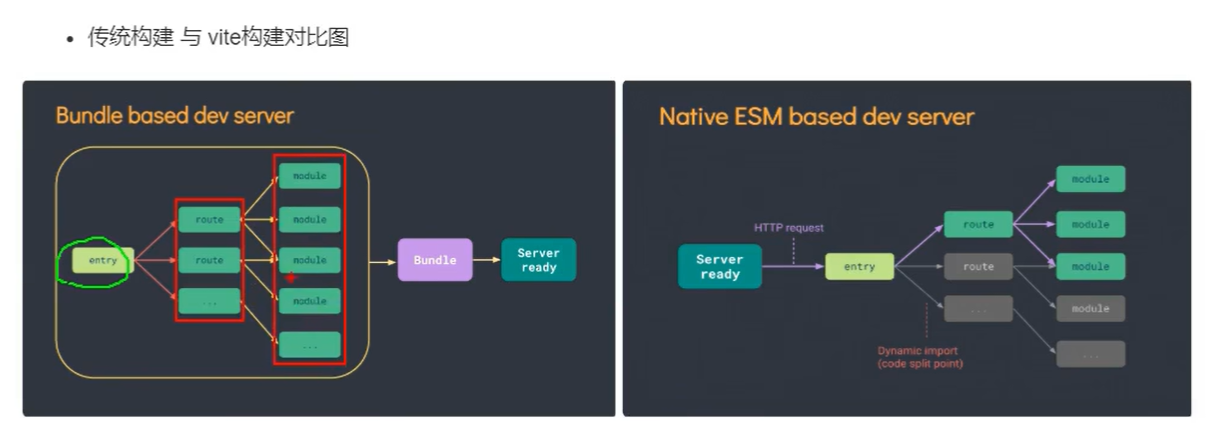 传统构建 与 vite构建对比图
Bundle based dev server
module
route
module
entry
route
module
Bundle
Server
ready
...
module
...
Native ESM based dev server
module
HTTP request
route
module
Server
ready
entry
route
module
...
module
Dynamic import
(code split point)
...